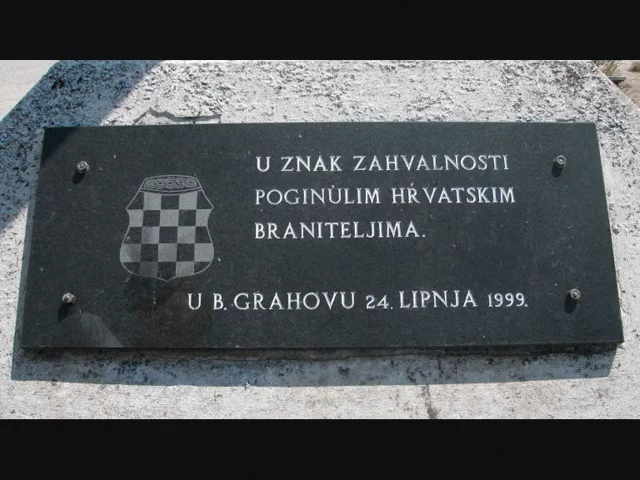 U ZNAK ZAHVALNOSTI
POGINULIM HRVATSKIM
BRANITELJIMA.
U B. GRAHOVU 24. LIPNJA 1999.